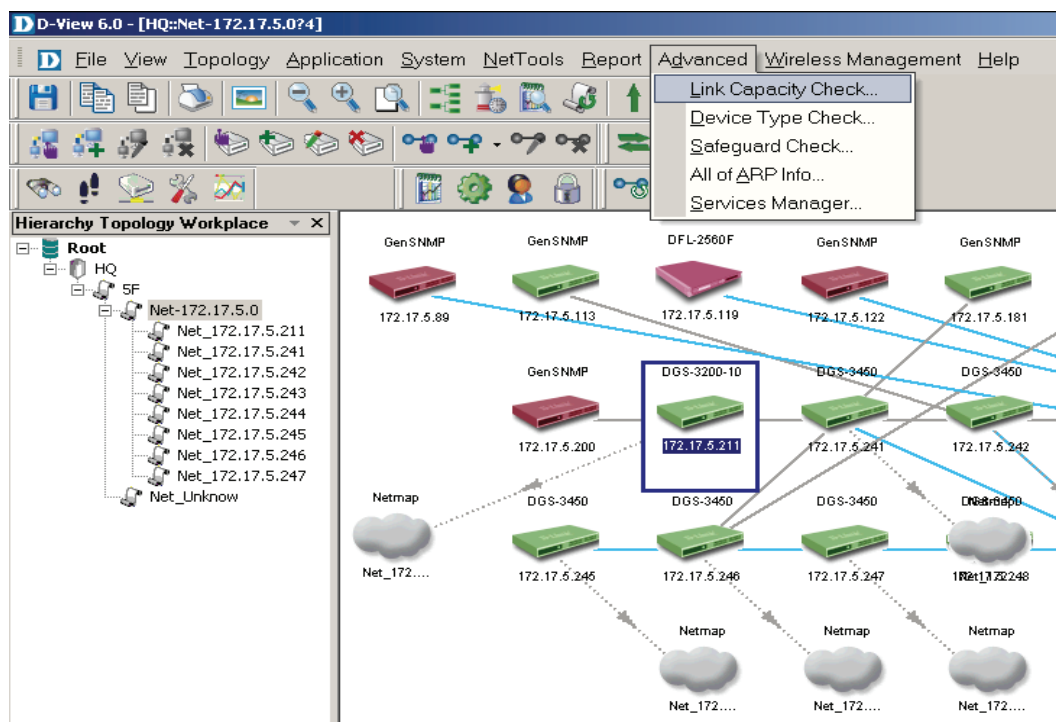 D-View 6.0 - [HQ::Net-172.17.5.0?4]
File View Topology Application System NetTools Report Advanced Wireless Management Help
Link Capacity Check...
Device Type Check...
Safeguard Check...
All of ARP Info...
Services Manager...
Hierarchy Topology Workplace
Root
HQ
5F
Net-172.17.5.0
Net_172.17.5.211
Net_172.17.5.241
Net_172.17.5.242
Net_172.17.5.243
Net_172.17.5.244
Net_172.17.5.245
Net_172.17.5.246
Net_172.17.5.247
Net_Unknow
GenSNMP GenSNMP DFL-2560F GenSNMP GenSNMP
172.17.5.89 172.17.5.113 172.17.5.119 172.17.5.122 172.17.5.181
GenSNMP DGS-3200-10 DGS-3450 DGS-3450
172.17.5.200 172.17.5.211 172.17.5.241 172.17.5.242
Netmap DGS-3450 DGS-3450 DGS-3450
Net_172.... 172.17.5.245 172.17.5.246 172.17.5.247
Netmap Netmap Netmap
Net_172.... Net_172.... Net_172....